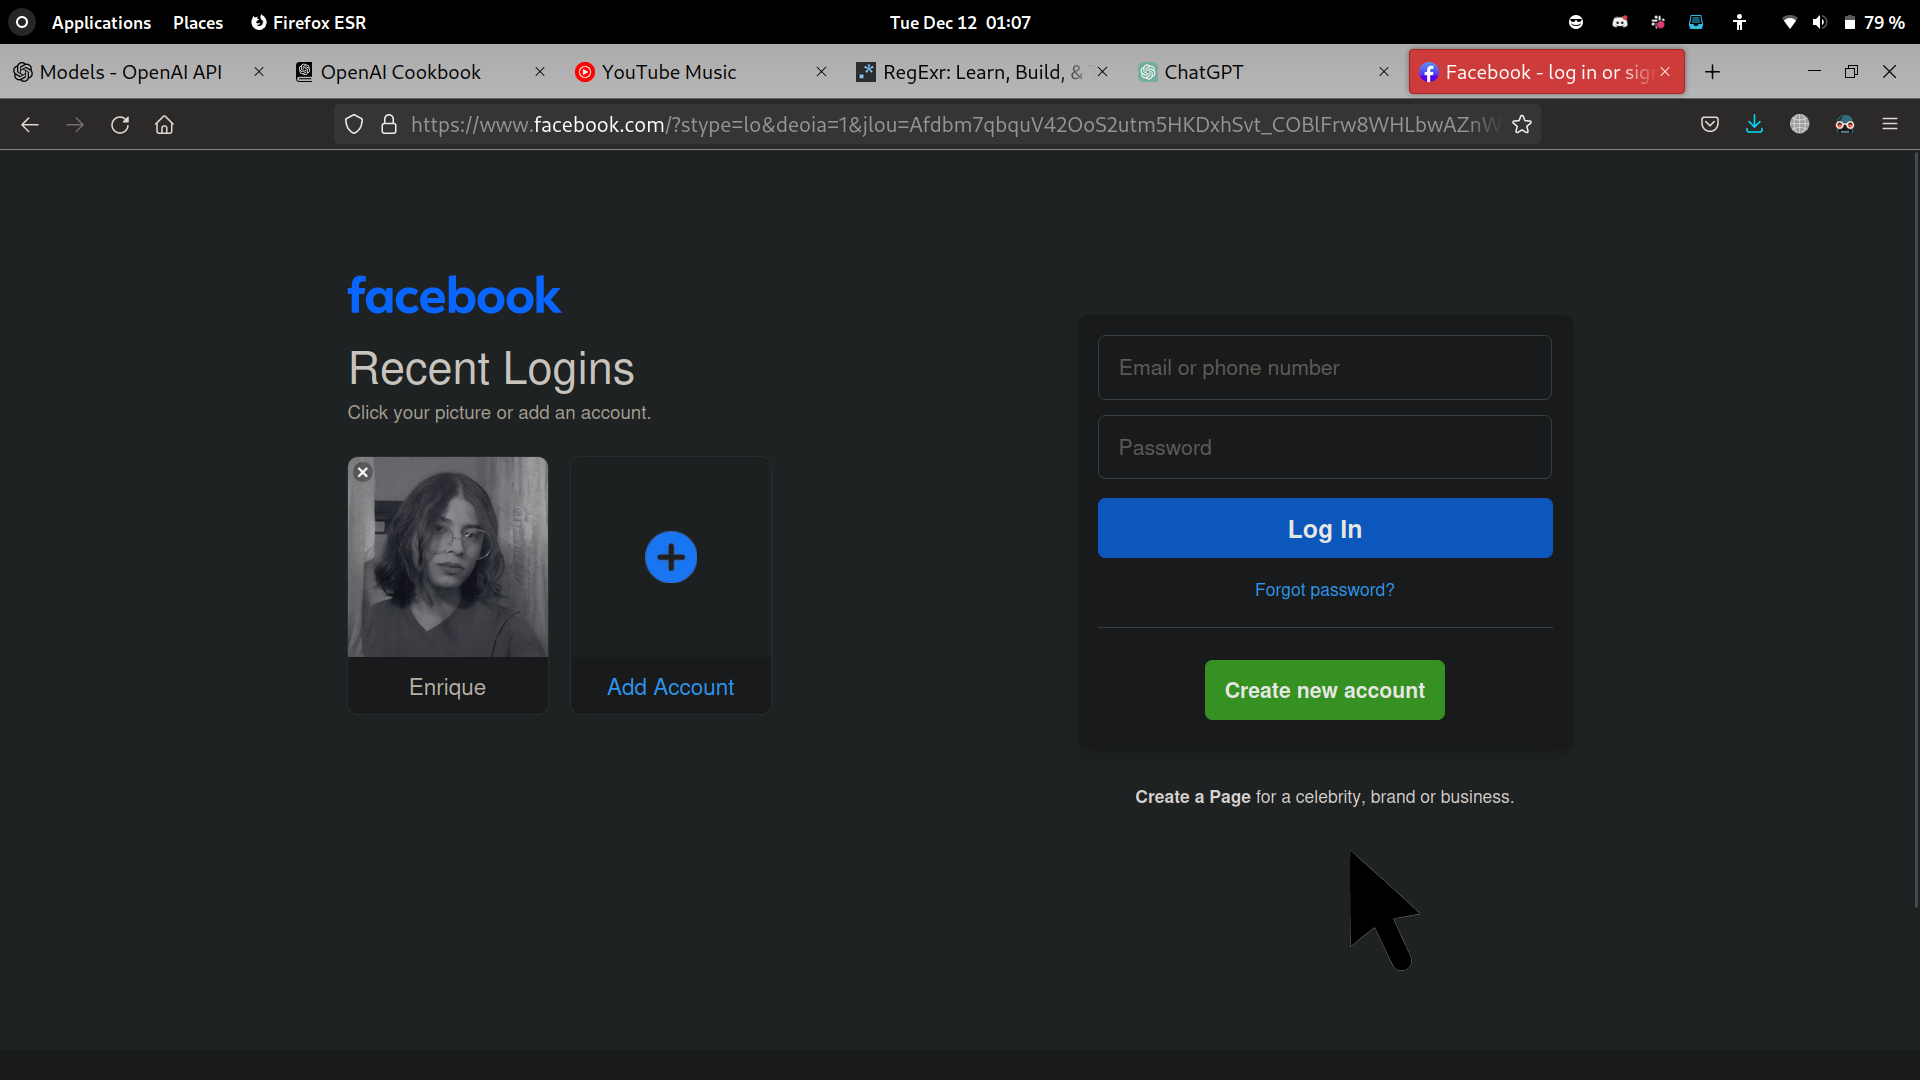 Applications Places Firefox ESR Tue Dec 12 01:07 79 %
Models - OpenAI API OpenAI Cookbook YouTube Music RegExr: Learn, Build, & ChatGPT Facebook - log in or sig
https://www.facebook.com/?stype=lo&deoia=1&jlou=Afdbm7qbquV42OoS2utm5HKDxhSvt_COBlFrw8WHLbwAZnW
facebook
Recent Logins
Click your picture or add an account.
Enrique
Add Account
Email or phone number
Password
Log In
Forgot password?
Create new account
Create a Page for a celebrity, brand or business.